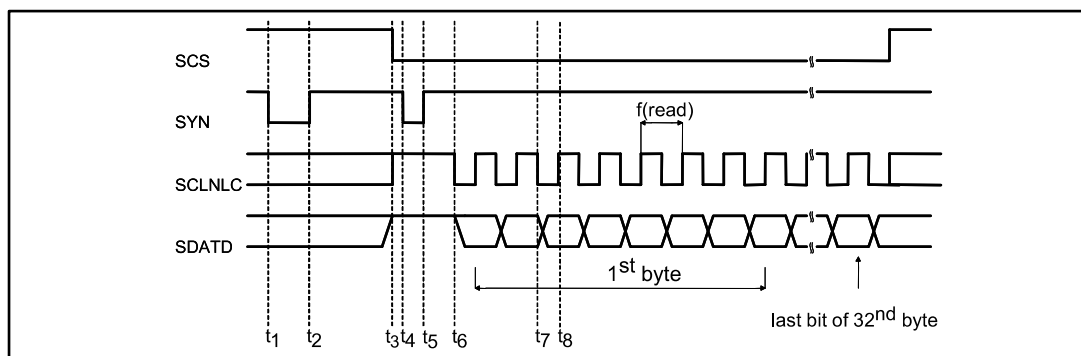 SCS
SYN
f(read)
SCLNLC
SDATD
1st byte
last bit of 32nd byte
t1 t2 t3 t4 t5 t6 t7 t8